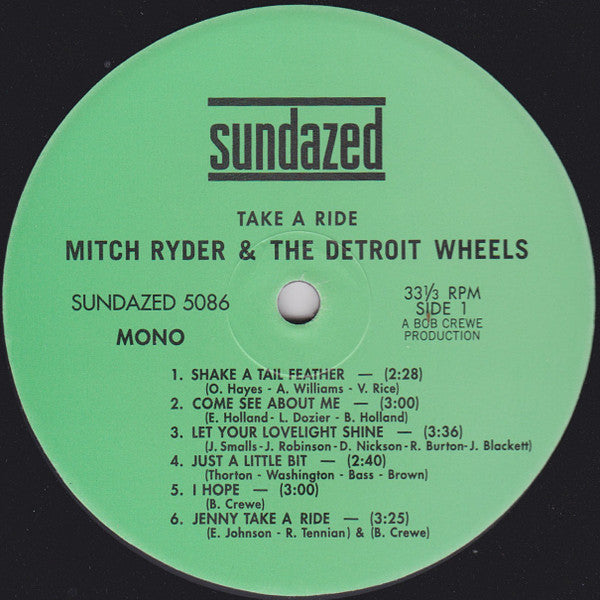 sundazed
TAKE A RIDE
MITCH RYDER & THE DETROIT WHEELS
SUNDAZED 5086
MONO
33⅓ RPM
SIDE 1
A BOB CREWE
PRODUCTION
1. SHAKE A TAIL FEATHER — (2:28)
(O. Hayes - A. Williams - V. Rice)
2. COME SEE ABOUT ME — (3:00)
(E. Holland - L. Dozier - B. Holland)
3. LET YOUR LOVELIGHT SHINE — (3:36)
(J. Smalls - J. Robinson - D. Nickson - R. Burton - J. Blackett)
4. JUST A LITTLE BIT — (2:40)
(Thorton - Washington - Bass - Brown)
5. I HOPE — (3:00)
(B. Crewe)
6. JENNY TAKE A RIDE — (3:25)
(E. Johnson - R. Tennian) & (B. Crewe)